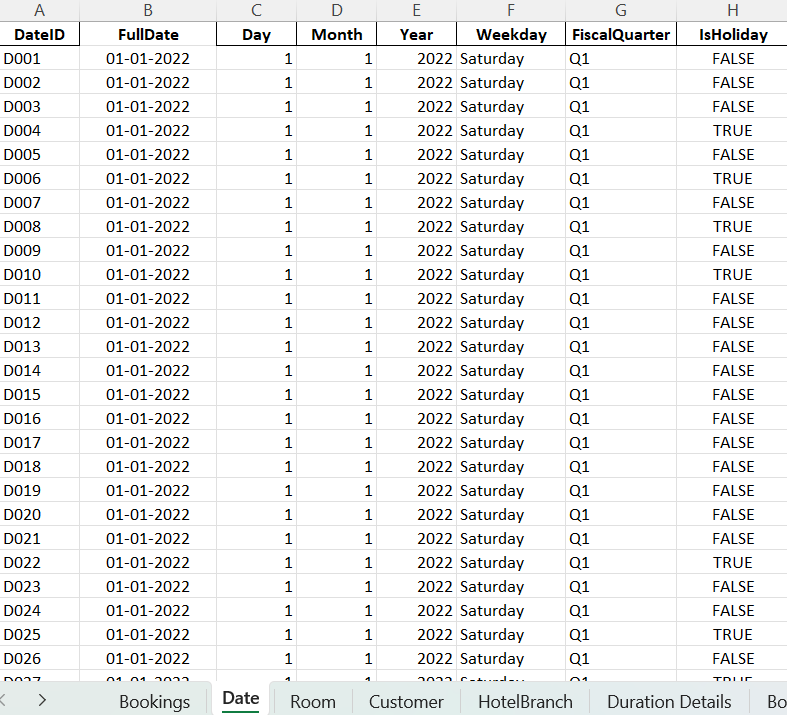 A B C D E F G H
DateID FullDate Day Month Year Weekday FiscalQuarter IsHoliday
D001 01-01-2022 1 1 2022 Saturday Q1 FALSE
D002 01-01-2022 1 1 2022 Saturday Q1 FALSE
D003 01-01-2022 1 1 2022 Saturday Q1 FALSE
D004 01-01-2022 1 1 2022 Saturday Q1 TRUE
D005 01-01-2022 1 1 2022 Saturday Q1 FALSE
D006 01-01-2022 1 1 2022 Saturday Q1 TRUE
D007 01-01-2022 1 1 2022 Saturday Q1 FALSE
D008 01-01-2022 1 1 2022 Saturday Q1 TRUE
D009 01-01-2022 1 1 2022 Saturday Q1 FALSE
D010 01-01-2022 1 1 2022 Saturday Q1 TRUE
D011 01-01-2022 1 1 2022 Saturday Q1 FALSE
D012 01-01-2022 1 1 2022 Saturday Q1 FALSE
D013 01-01-2022 1 1 2022 Saturday Q1 FALSE
D014 01-01-2022 1 1 2022 Saturday Q1 FALSE
D015 01-01-2022 1 1 2022 Saturday Q1 FALSE
D016 01-01-2022 1 1 2022 Saturday Q1 FALSE
D017 01-01-2022 1 1 2022 Saturday Q1 FALSE
D018 01-01-2022 1 1 2022 Saturday Q1 FALSE
D019 01-01-2022 1 1 2022 Saturday Q1 FALSE
D020 01-01-2022 1 1 2022 Saturday Q1 FALSE
D021 01-01-2022 1 1 2022 Saturday Q1 FALSE
D022 01-01-2022 1 1 2022 Saturday Q1 TRUE
D023 01-01-2022 1 1 2022 Saturday Q1 FALSE
D024 01-01-2022 1 1 2022 Saturday Q1 FALSE
D025 01-01-2022 1 1 2022 Saturday Q1 TRUE
D026 01-01-2022 1 1 2022 Saturday Q1 FALSE
Bookings Date Room Customer HotelBranch Duration Details Bo